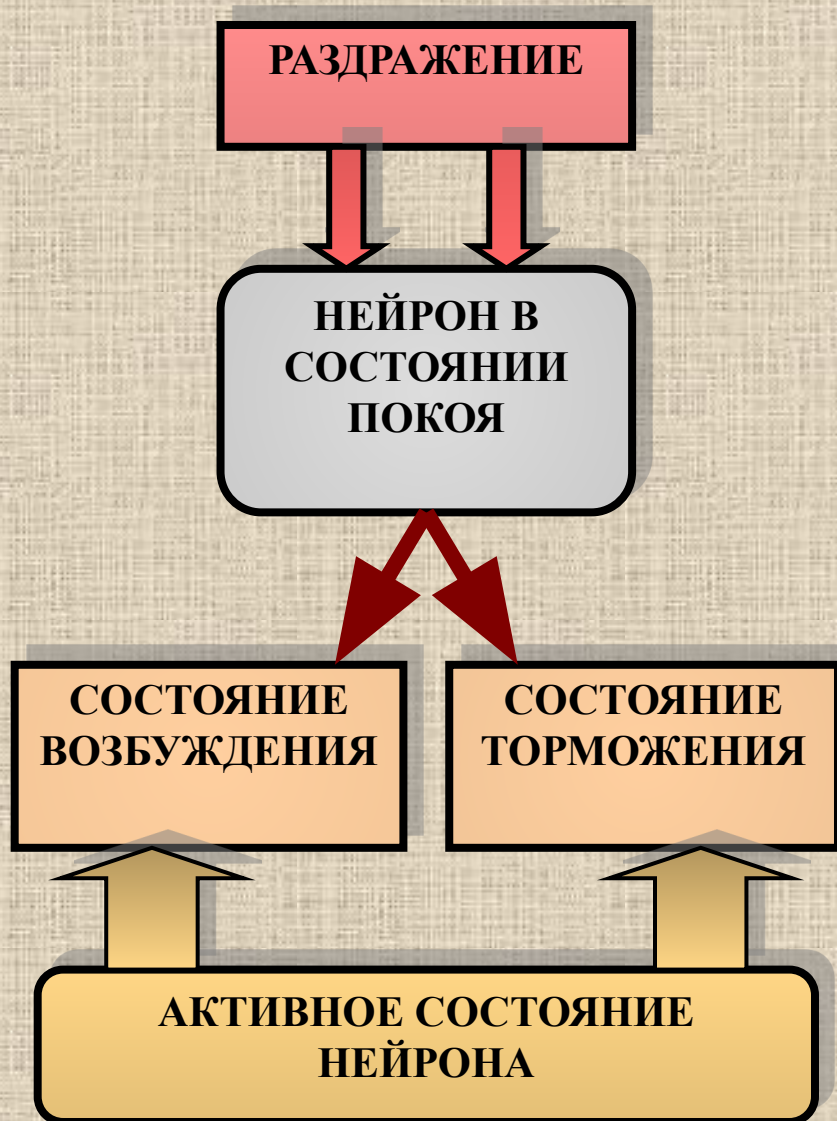 РАЗДРАЖЕНИЕ
НЕЙРОН В
СОСТОЯНИИ
ПОКОЯ
СОСТОЯНИЕ
ВОЗБУЖДЕНИЯ
СОСТОЯНИЕ
ТОРМОЖЕНИЯ
АКТИВНОЕ СОСТОЯНИЕ
НЕЙРОНА